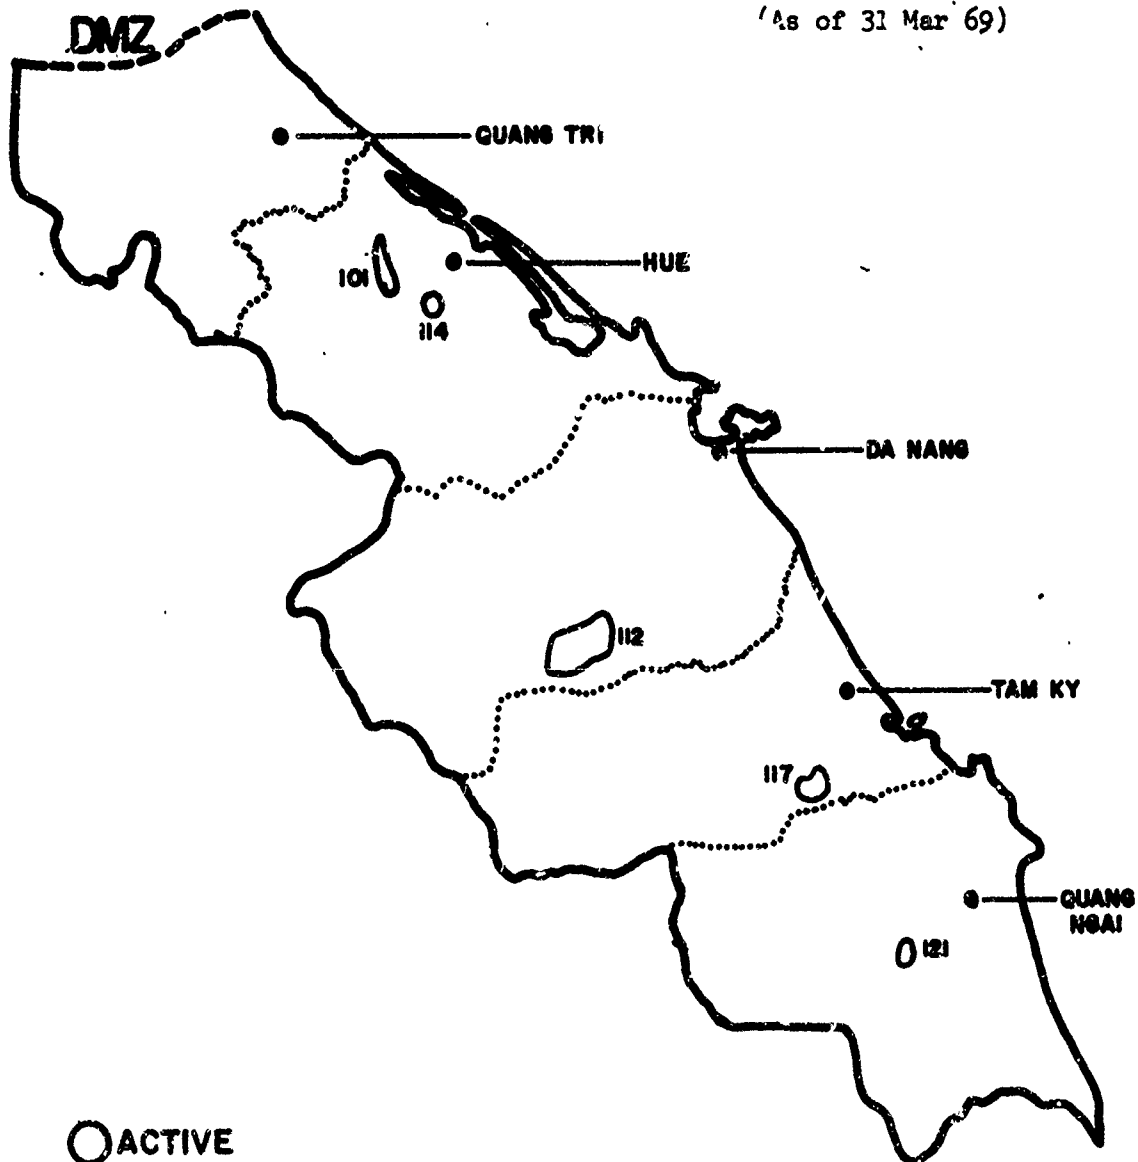 (As of 31 Mar 69)
DMZ
QUANG TRI
HUE
101
114
DA NANG
112
TAM KY
117
QUANG
NGAI
121
ACTIVE